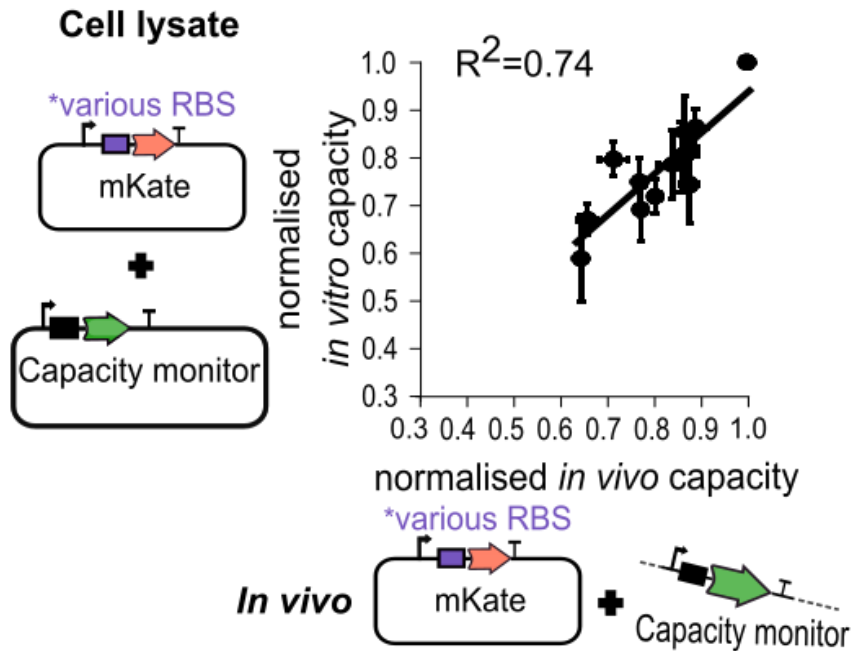 Cell lysate
*various RBS
mKate
Capacity monitor
normalised
in vitro capacity
R²=0.74
1.0
0.9
0.8
0.7
0.6
0.5
0.4
0.3
0.3 0.4 0.5 0.6 0.7 0.8 0.9 1.0
normalised in vivo capacity
*various RBS
In vivo
mKate
Capacity monitor